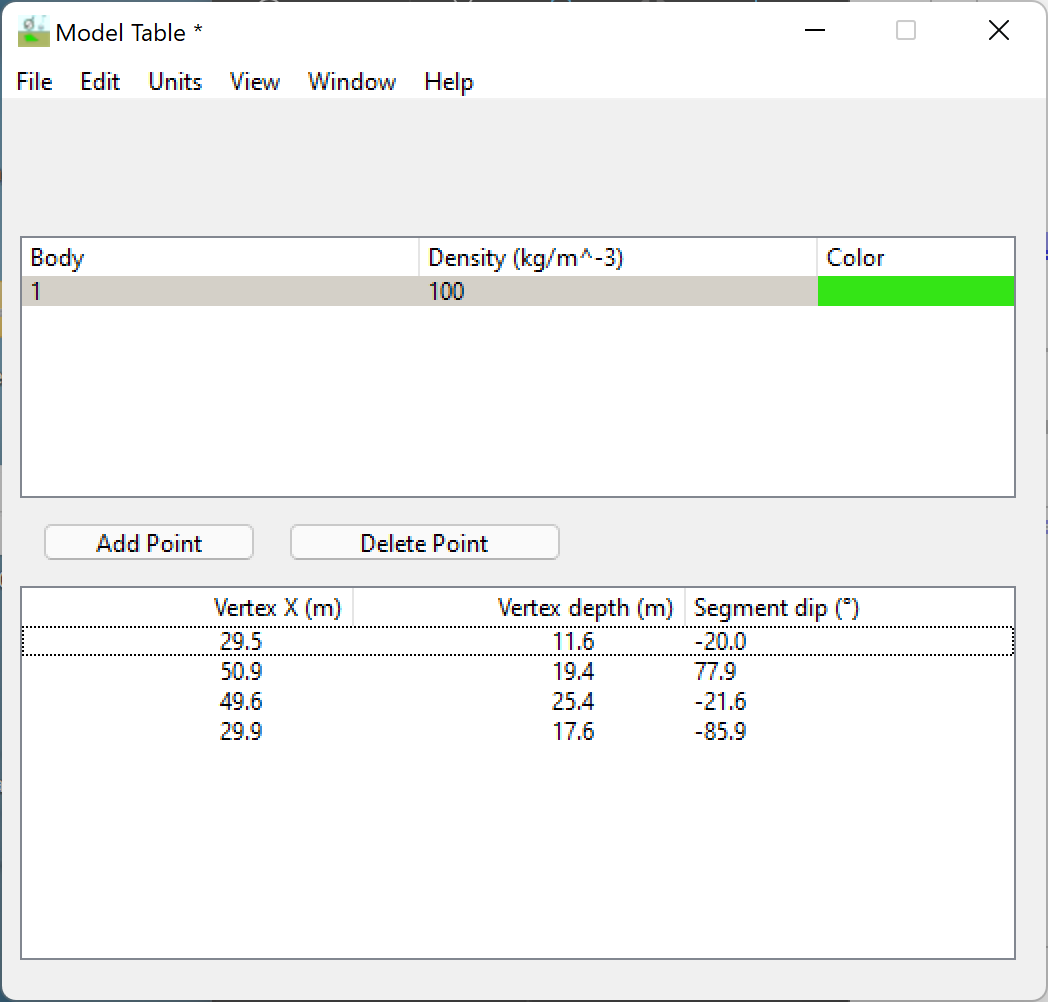 Model Table *
File Edit Units View Window Help
Body Density (kg/m^-3) Color
1 100
Add Point Delete Point
Vertex X (m) Vertex depth (m) Segment dip (°)
29.5 11.6 -20.0
50.9 19.4 77.9
49.6 25.4 -21.6
29.9 17.6 -85.9